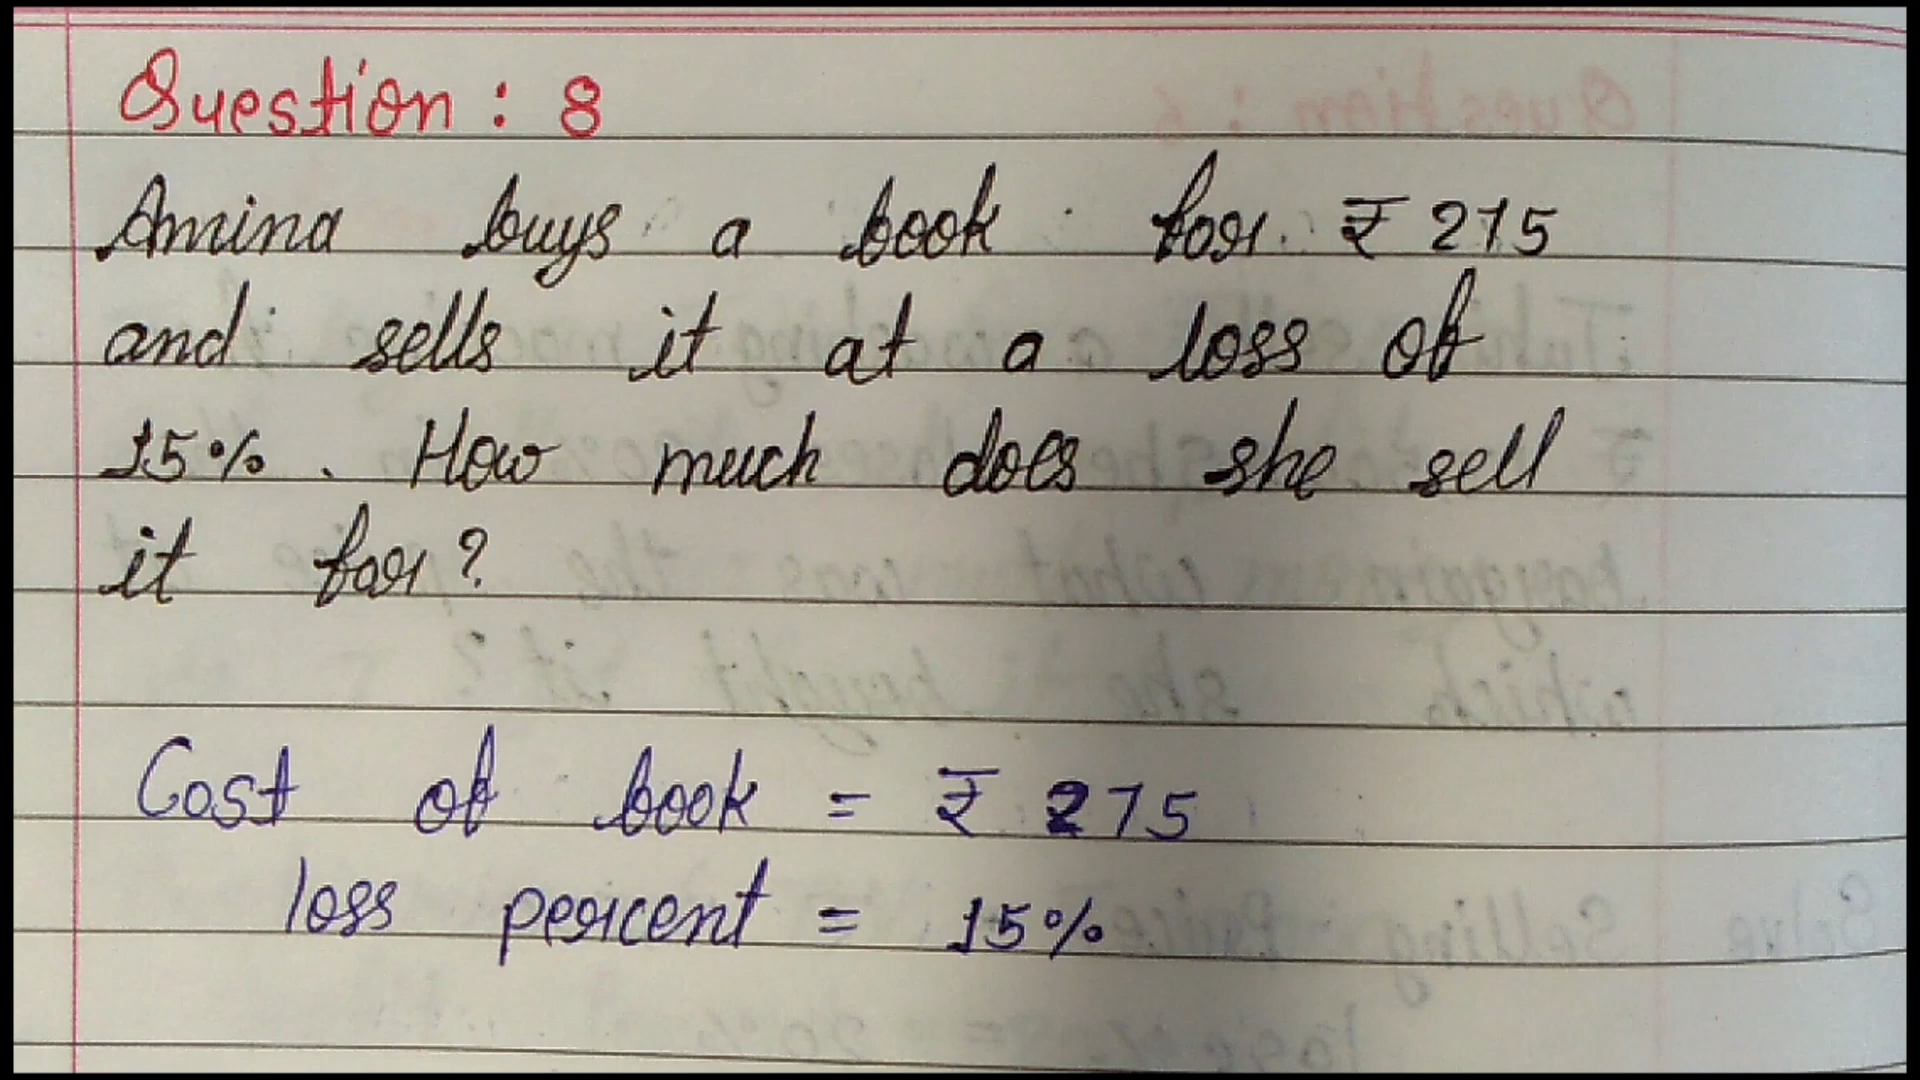 Question : 8
Amina buys a book for ₹ 275
and sells it at a loss of
15%. How much does she sell
it for?
Cost of book = ₹ 275
loss percent = 15%